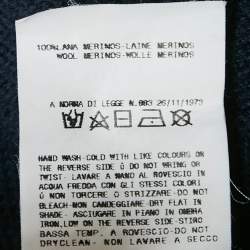 100%LANA MERINOS-LAINE MERINOS
WOOL MERINOS-WOLLE MERINOS
A NORMA DI LEGGE N.883 26/11/1973
HAND WASH-COLD WITH LIKE COLOURS ON
THE REVERSE SIDE & DO NOT WRING OR
TWIST- LAVARE A MANO AL ROVESCIO IN
ACQUA FREDDA CON GLI STESSI COLORI
& NON TORCERE O STRIZZARE- DO NOT
BLEACH-NON CANDEGGIARE-DRY FLAT IN
SHADE- ASCIUGARE IN PIANO IN OMBRA
IRON,LOW ON THE REVERSE SIDE-STIRO
BASSA TEMP. A ROVESCIO-DO NOT
DRYCLEAN- NON LAVARE A SECCO